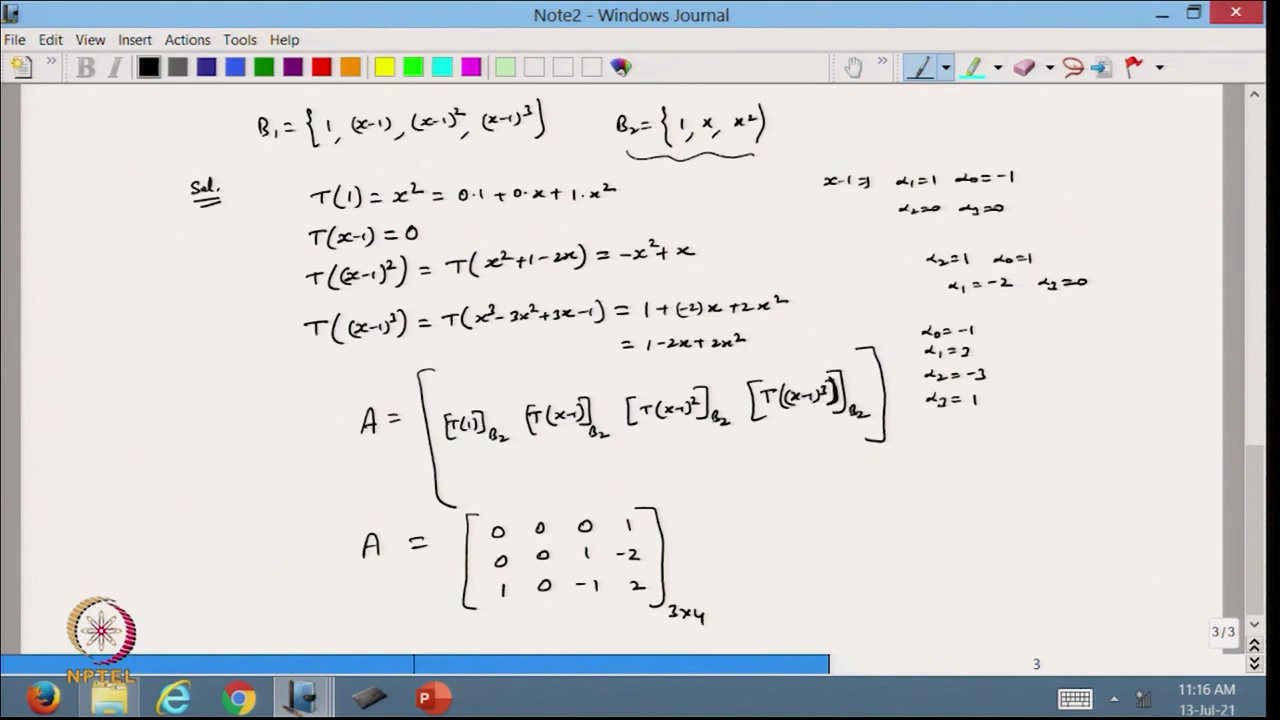 Note2 - Windows Journal
File Edit View Insert Actions Tools Help
B₁ = { 1, (x-1), (x-1)², (x-1)³ } B₂ = { 1, x, x² )
Sol.
T(1) = x² = 0·1 + 0·x + 1·x²
x-1 ⇒ α₁=1 α₀=-1
α₂=0 α₃=0
T(x-1) = 0
T((x-1)²) = T(x²+1-2x) = -x²+x
α₂=1 α₀=1
α₁=-2 α₃=0
T((x-1)³) = T(x³-3x²+3x-1) = 1+(-2)x+2x²
= 1-2x+2x²
α₀=-1
α₁=3
α₂=-3
α₃=1
A = [ [T(1)]B₂ [T(x-1)]B₂ [T(x-1)²]B₂ [T((x-1)³)]B₂ ]
A = [ 0 0 0 1
0 0 1 -2
1 0 -1 2 ]3×4
NPTEL
3/3
3
11:16 AM
13-Jul-21